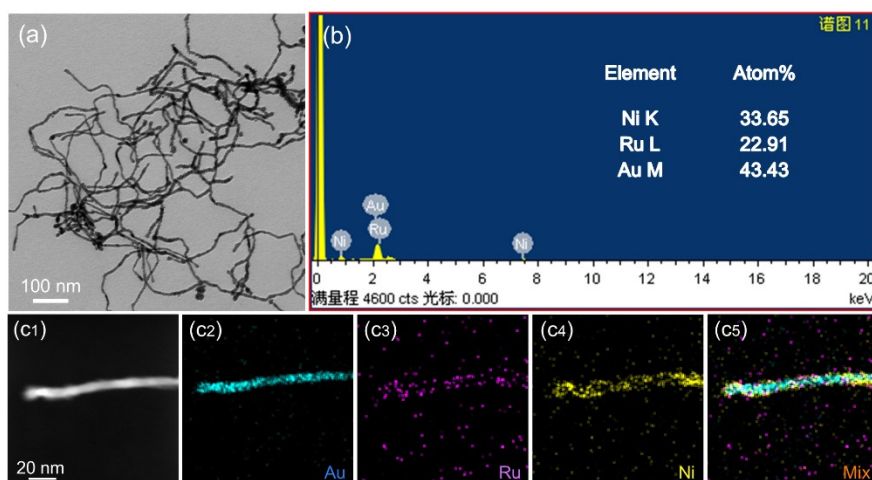 (a)
100 nm
(b)
谱图 11
Element Atom%
Ni K 33.65
Ru L 22.91
Au M 43.43
Au
Ru
Ni
Ni
0 2 4 6 8 10 12 14 16 18 20
满量程 4600 cts 光标: 0.000 keV
(c1)
20 nm
(c2)
Au
(c3)
Ru
(c4)
Ni
(c5)
Mix